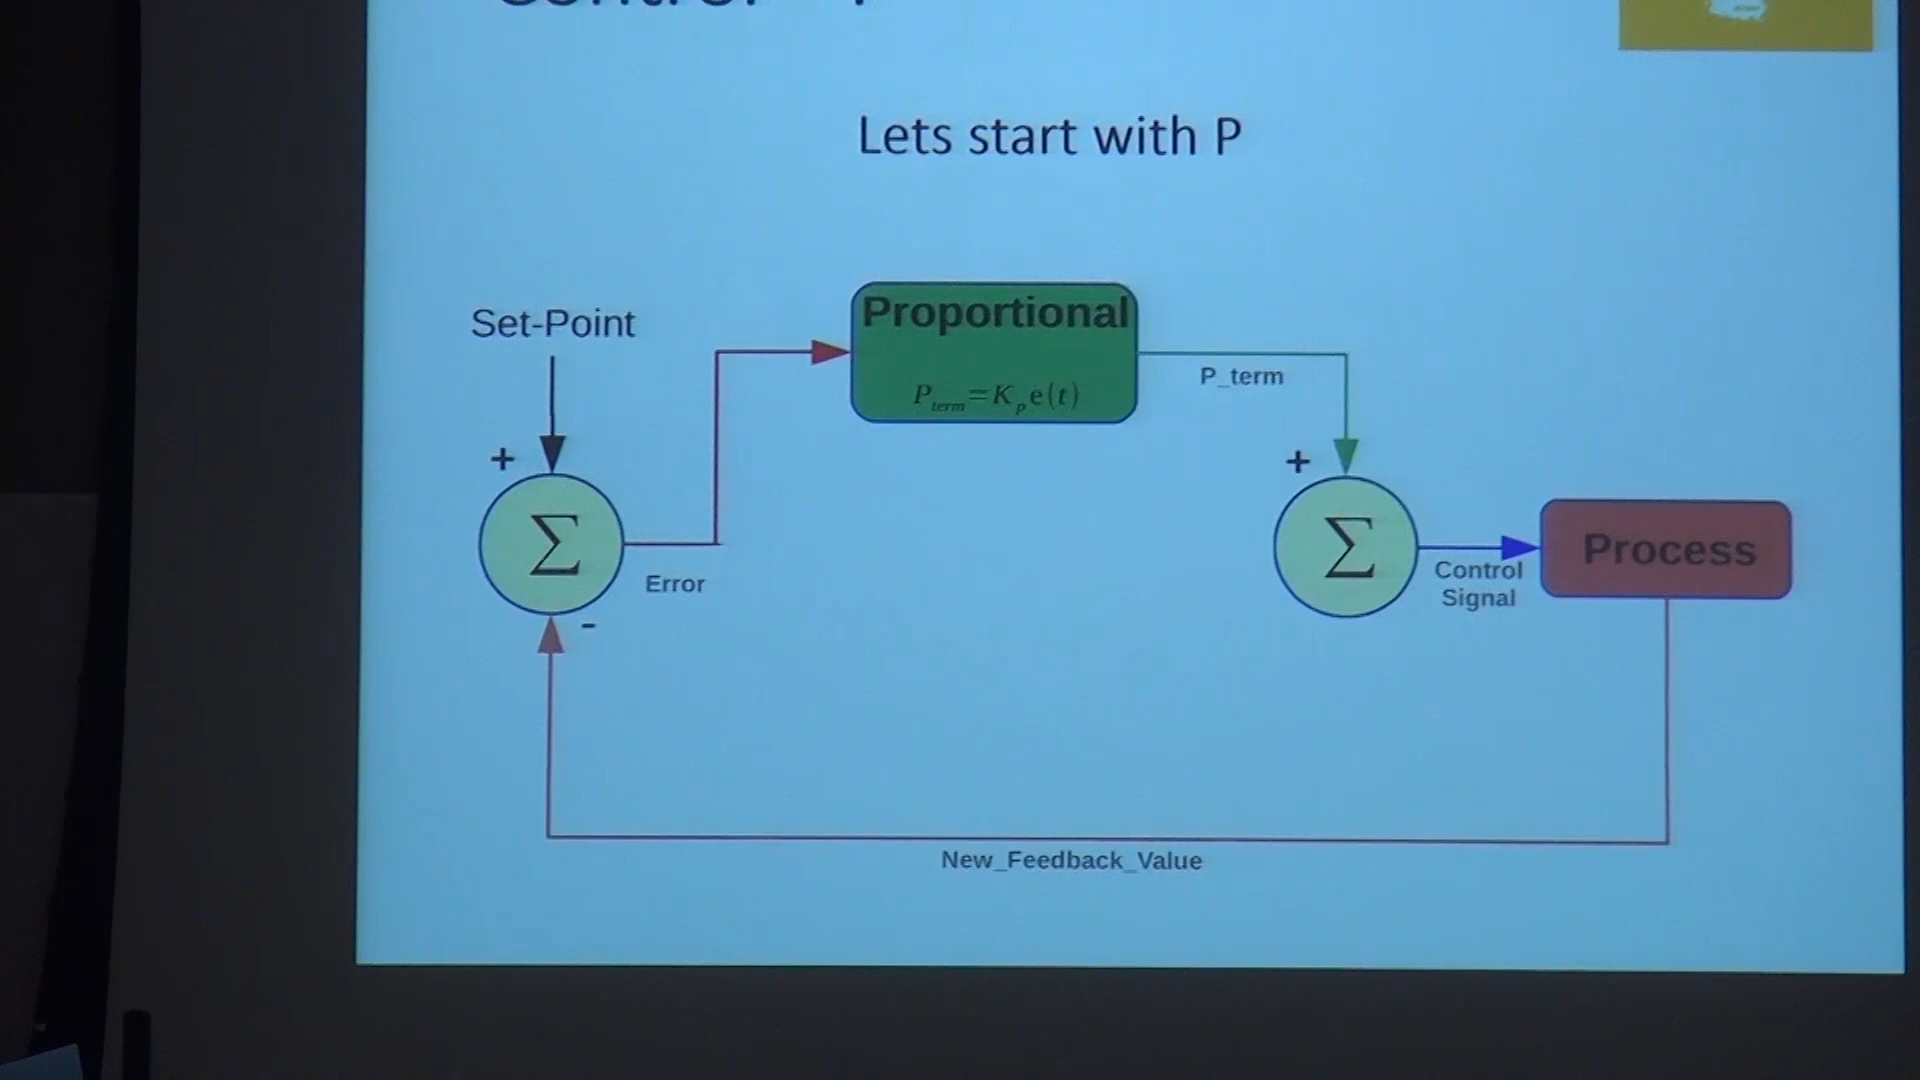 Lets start with P
Set-Point
Proportional
P_term = K_p e(t)
P_term
+
+
Σ
Σ
Process
Error
Control
Signal
-
New_Feedback_Value